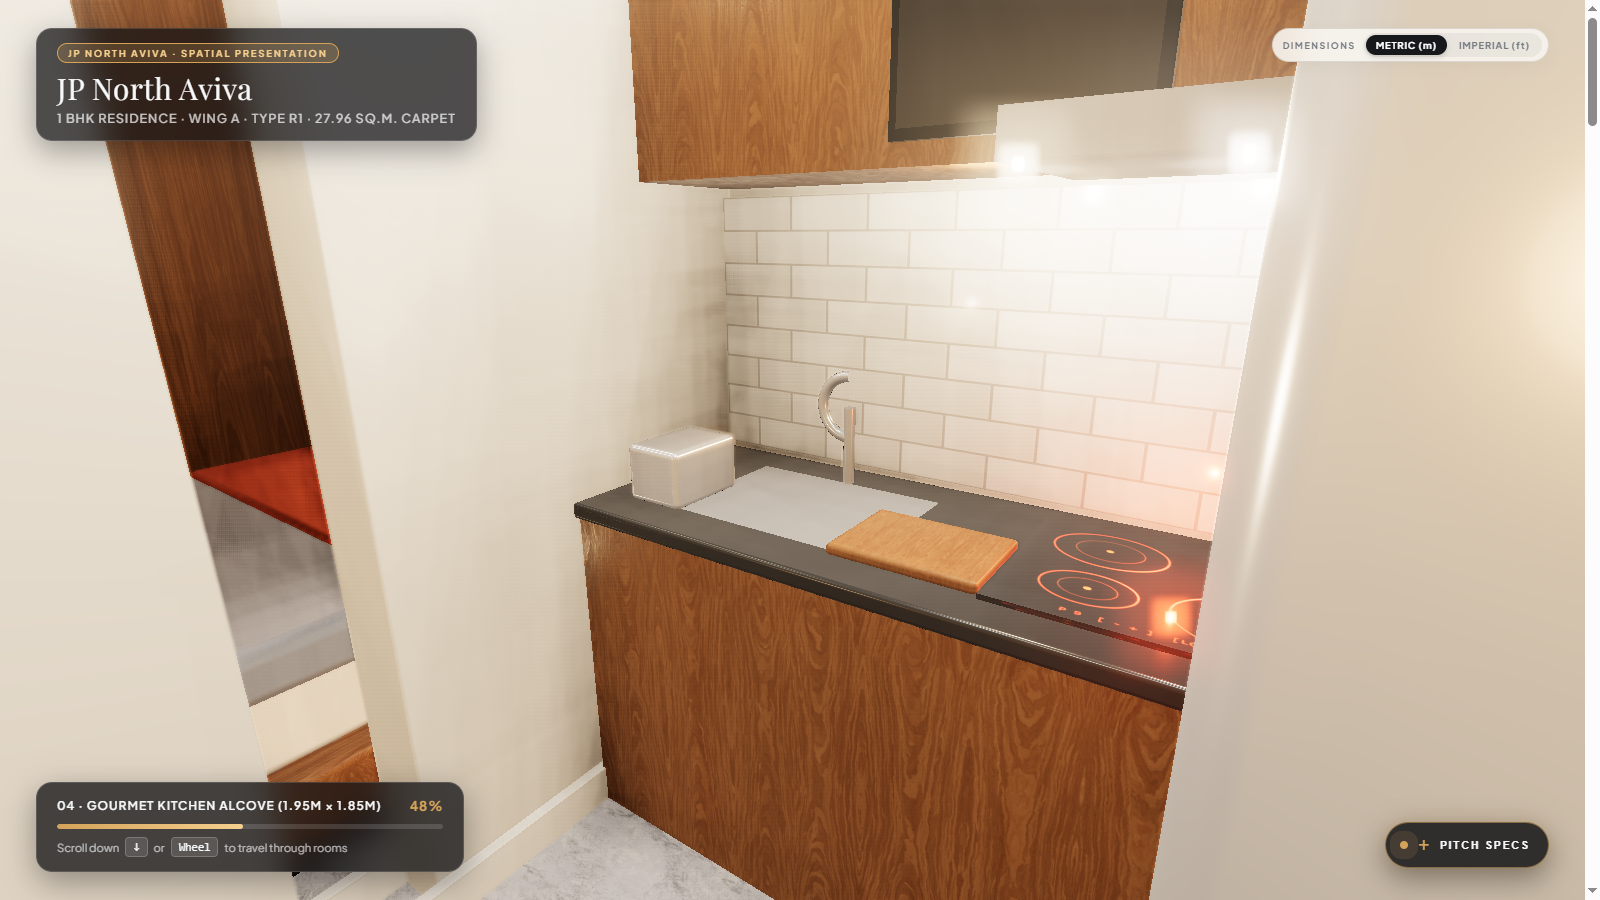 JP NORTH AVIVA · SPATIAL PRESENTATION
JP North Aviva
1 BHK RESIDENCE · WING A · TYPE R1 · 27.96 SQ.M. CARPET
DIMENSIONS METRIC (m) IMPERIAL (ft)
04 · GOURMET KITCHEN ALCOVE (1.95M × 1.85M) 48%
Scroll down ↓ or Wheel to travel through rooms
+ PITCH SPECS